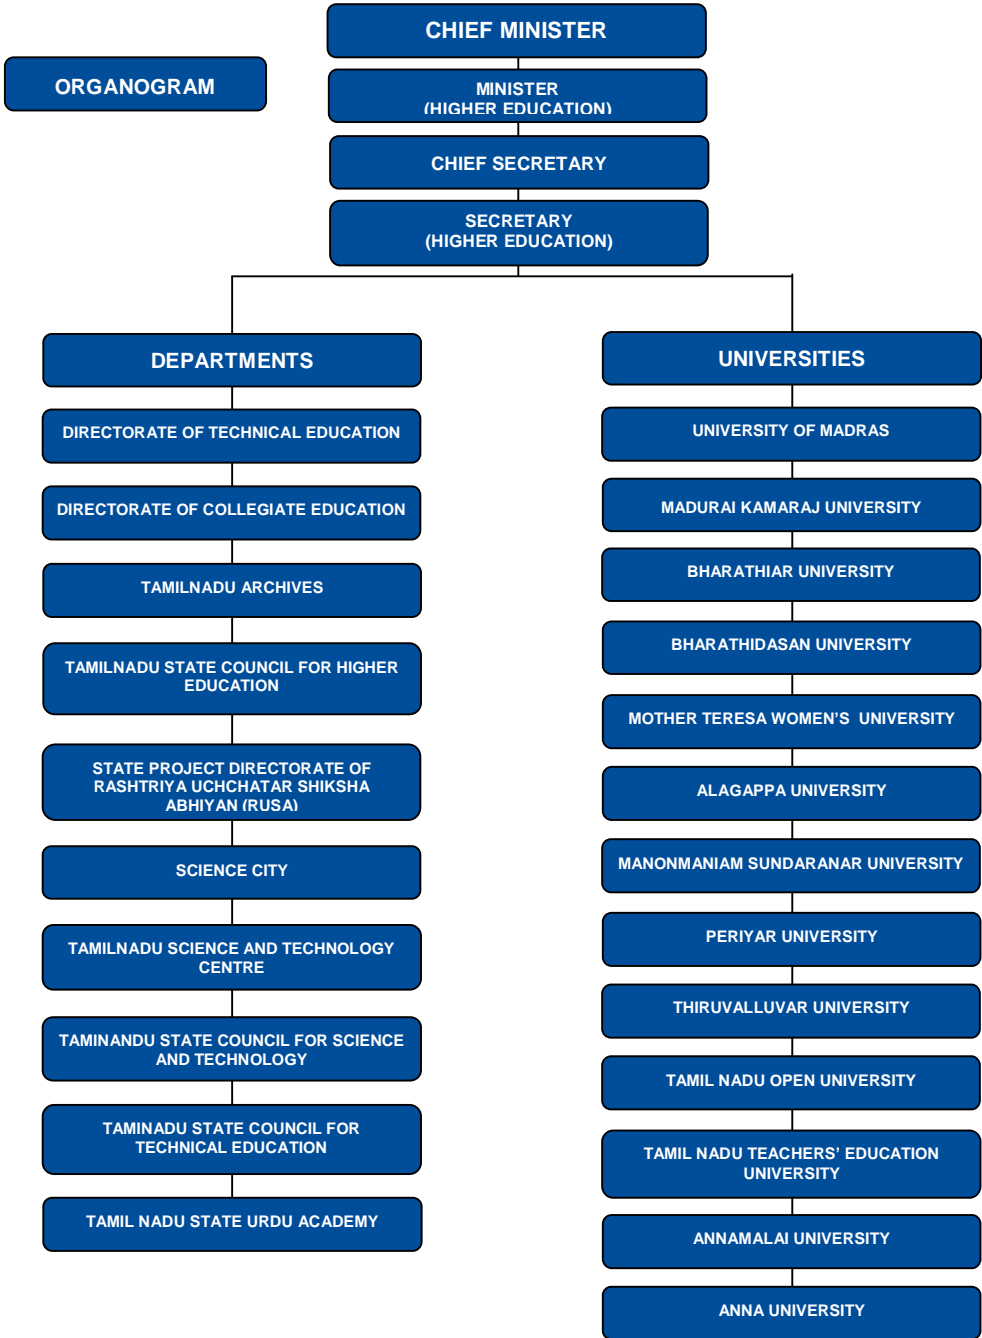 CHIEF MINISTER
ORGANOGRAM
MINISTER
(HIGHER EDUCATION)
CHIEF SECRETARY
SECRETARY
(HIGHER EDUCATION)
DEPARTMENTS
DIRECTORATE OF TECHNICAL EDUCATION
DIRECTORATE OF COLLEGIATE EDUCATION
TAMILNADU ARCHIVES
TAMILNADU STATE COUNCIL FOR HIGHER
EDUCATION
STATE PROJECT DIRECTORATE OF
RASHTRIYA UCHCHATAR SHIKSHA
ABHIYAN (RUSA)
SCIENCE CITY
TAMILNADU SCIENCE AND TECHNOLOGY
CENTRE
TAMINANDU STATE COUNCIL FOR SCIENCE
AND TECHNOLOGY
TAMINADU STATE COUNCIL FOR
TECHNICAL EDUCATION
TAMIL NADU STATE URDU ACADEMY
UNIVERSITIES
UNIVERSITY OF MADRAS
MADURAI KAMARAJ UNIVERSITY
BHARATHIAR UNIVERSITY
BHARATHIDASAN UNIVERSITY
MOTHER TERESA WOMEN’S  UNIVERSITY
ALAGAPPA UNIVERSITY
MANONMANIAM SUNDARANAR UNIVERSITY
PERIYAR UNIVERSITY
THIRUVALLUVAR UNIVERSITY
TAMIL NADU OPEN UNIVERSITY
TAMIL NADU TEACHERS’ EDUCATION
UNIVERSITY
ANNAMALAI UNIVERSITY
ANNA UNIVERSITY